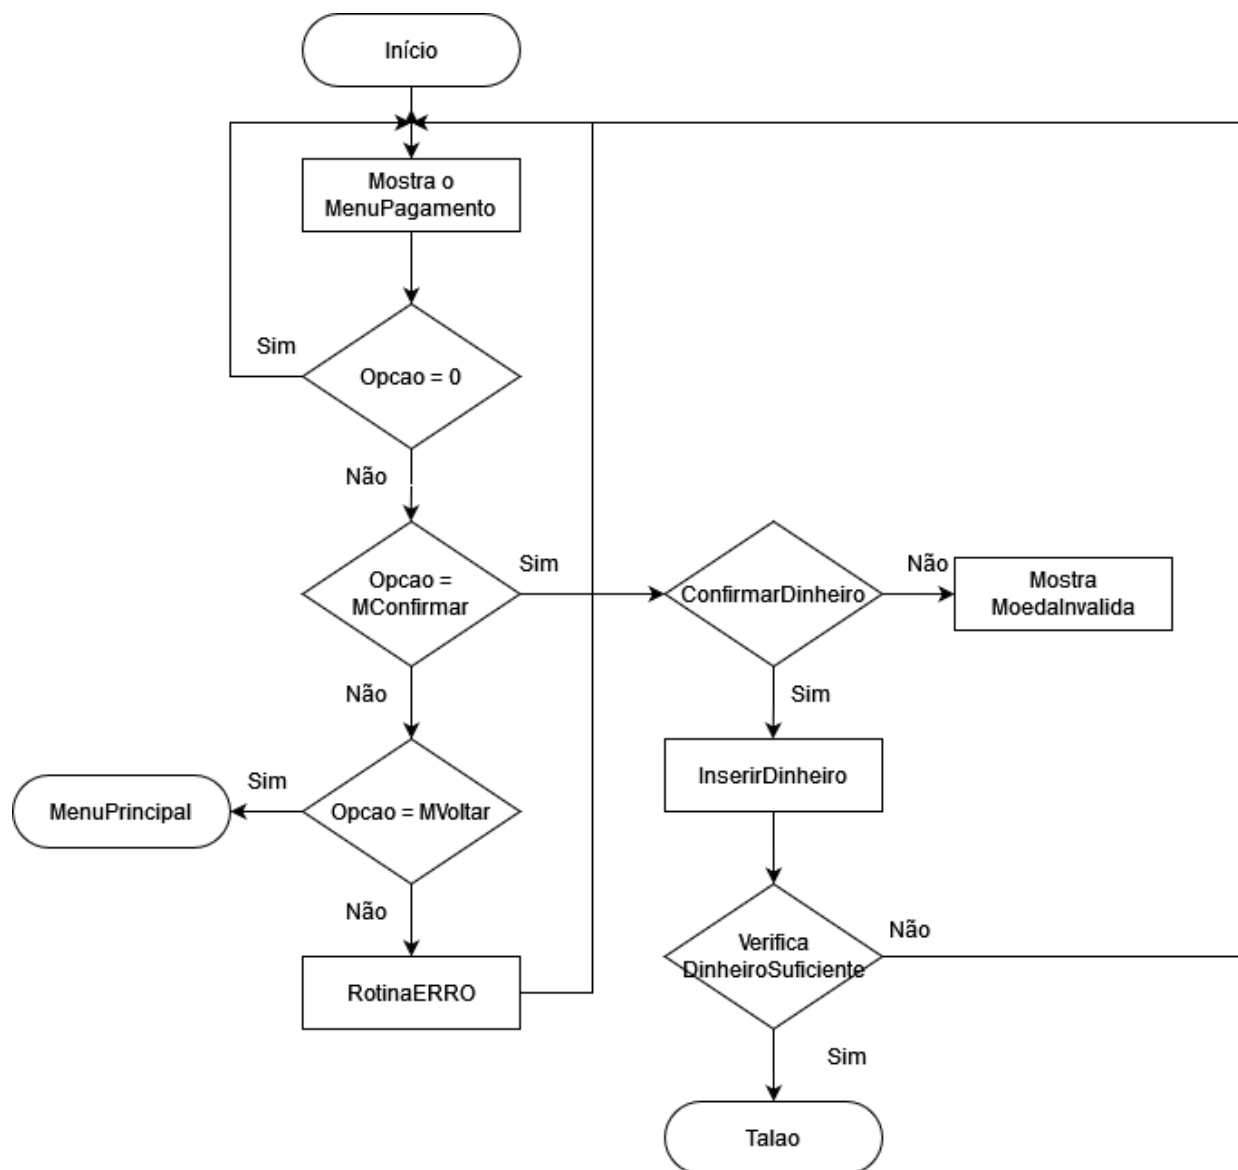 Início
Mostra o
MenuPagamento
Sim
Opcao = 0
Não
Opcao =
MConfirmar
Sim
ConfirmarDinheiro
Não
Mostra
MoedaInvalida
Não
Sim
InserirDinheiro
Sim
MenuPrincipal
Opcao = MVoltar
Não
Verifica
DinheiroSuficiente
Não
RotinaERRO
Sim
Talao